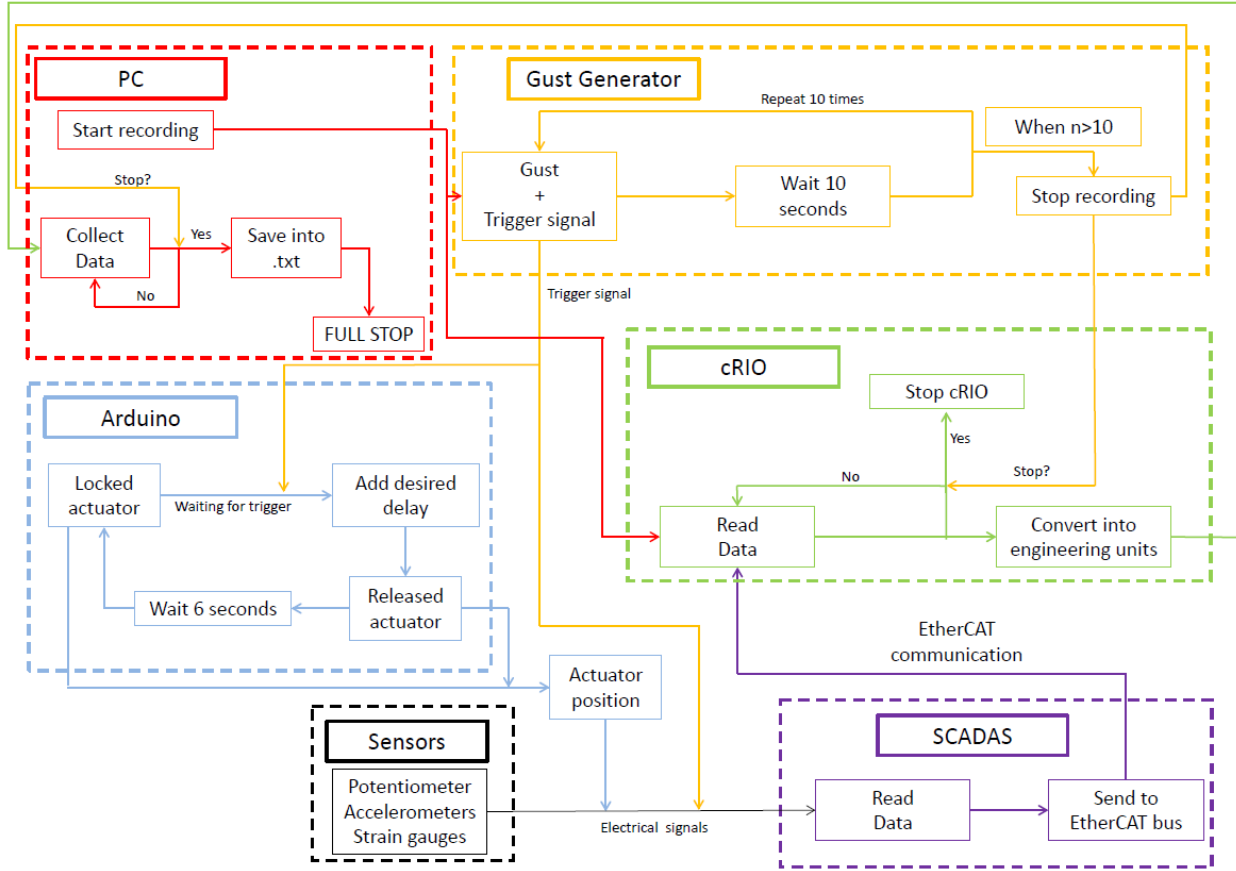 PC
Start recording
Stop?
Collect
Data
Yes
No
Save into
.txt
FULL STOP
Gust Generator
Repeat 10 times
When n>10
Gust
+
Trigger signal
Wait 10
seconds
Stop recording
Trigger signal
cRIO
Stop cRIO
Yes
No
Stop?
Read
Data
Convert into
engineering units
Arduino
Locked
actuator
Waiting for trigger
Add desired
delay
Wait 6 seconds
Released
actuator
Actuator
position
EtherCAT
communication
Sensors
Potentiometer
Accelerometers
Strain gauges
Electrical signals
SCADAS
Read
Data
Send to
EtherCAT bus